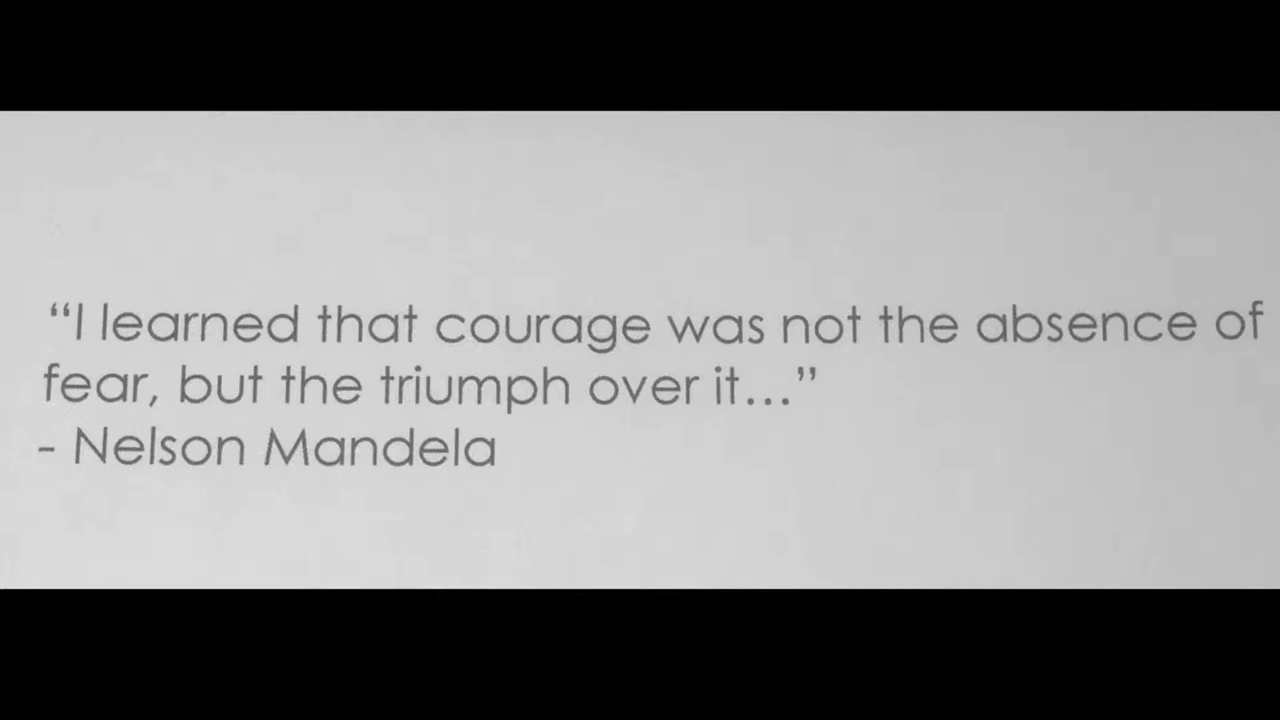 “I learned that courage was not the absence of
fear, but the triumph over it...”
- Nelson Mandela